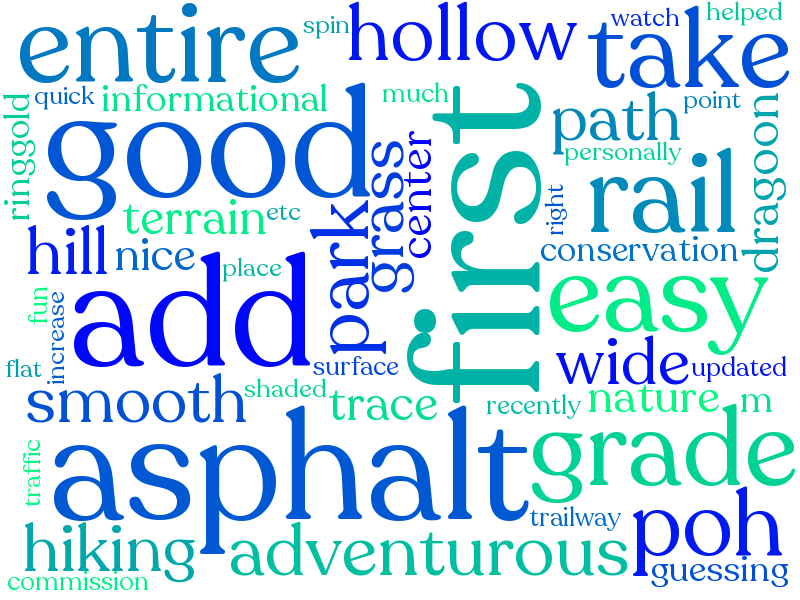 entire
spin
hollow
watch
helped
take
quick
informational
much
path
point
ringgold
good
first
personally
dragoon
grass
center
park
rail
right
terrain
etc
hill
nice
conservation
place
add
easy
fun
increase
flat
surface
wide
updated
smooth
shaded
trace
recently
nature
m
asphalt
grade
traffic
trailway
poh
hiking
adventurous
guessing
commission